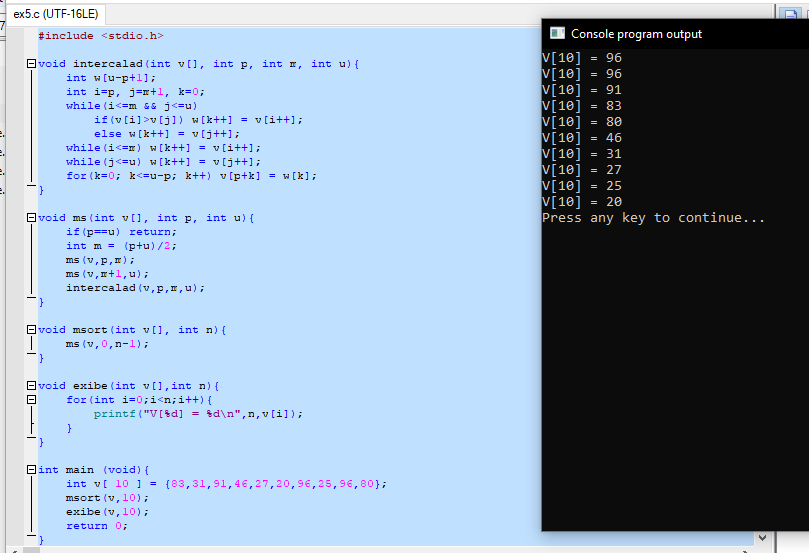 ex5.c (UTF-16LE)
#include <stdio.h>
void intercalad(int v[], int p, int m, int u){
int w[u-p+1];
int i=p, j=m+1, k=0;
while(i<=m && j<=u)
if(v[i]>v[j]) w[k++] = v[i++];
else w[k++] = v[j++];
while(i<=m) w[k++] = v[i++];
while(j<=u) w[k++] = v[j++];
for(k=0; k<=u-p; k++) v[p+k] = w[k];
}
void ms(int v[], int p, int u){
if(p==u) return;
int m = (p+u)/2;
ms(v,p,m);
ms(v,m+1,u);
intercalad(v,p,m,u);
}
void msort(int v[], int n){
ms(v,0,n-1);
}
void exibe(int v[],int n){
for(int i=0;i<n;i++){
printf("V[%d] = %d\n",n,v[i]);
}
}
int main (void){
int v[ 10 ] = {83,31,91,46,27,20,96,25,96,80};
msort(v,10);
exibe(v,10);
return 0;
}
Console program output
V[10] = 96
V[10] = 96
V[10] = 91
V[10] = 83
V[10] = 80
V[10] = 46
V[10] = 31
V[10] = 27
V[10] = 25
V[10] = 20
Press any key to continue...